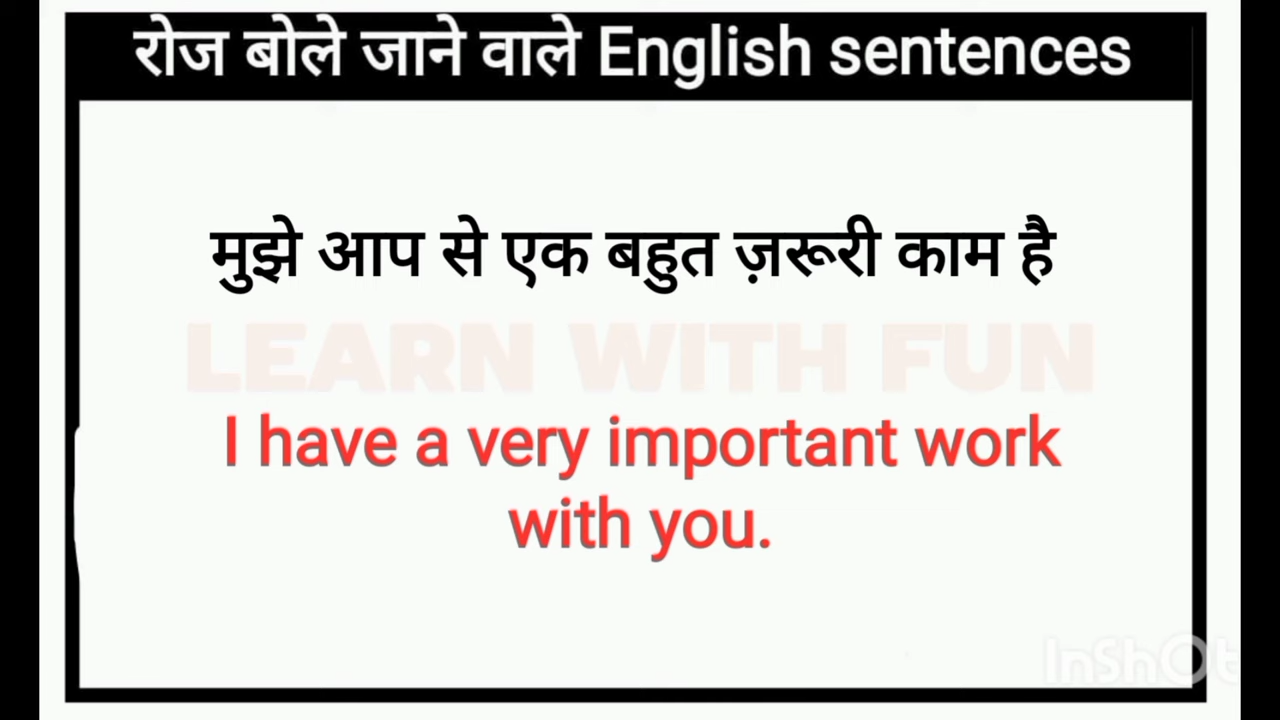 रोज बोले जाने वाले English sentences
मुझे आप से एक बहुत ज़रूरी काम है
LEARN WITH FUN
I have a very important work
with you.
InShOt